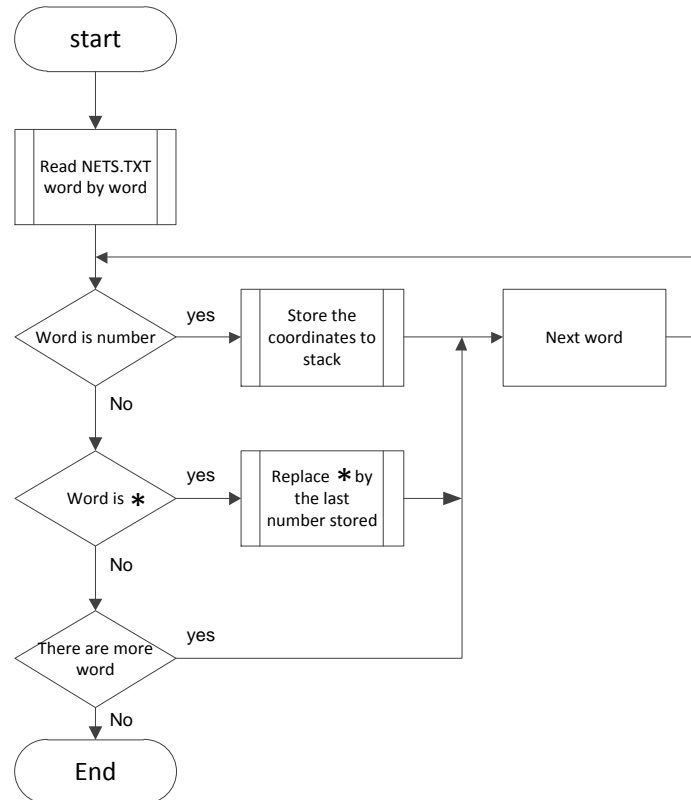 start
Read NETS.TXT
word by word
Word is number
yes
Store the
coordinates to
stack
Next word
No
Word is *
yes
Replace * by
the last
number stored
No
There are more
word
yes
No
End